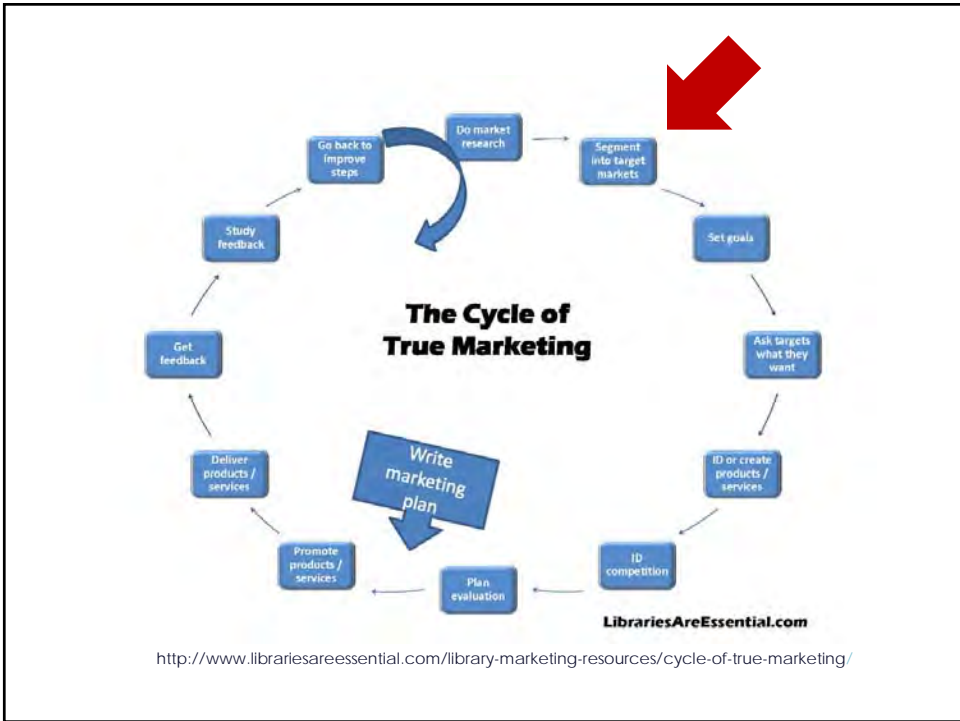 Do market
research
Segment
into target
markets
Set goals
Ask targets
what they
want
ID or create
products /
services
ID
competition
Plan
evaluation
Promote
products /
services
Deliver
products /
services
Get
feedback
Study
feedback
Go back to
improve
steps
The Cycle of
True Marketing
Write
marketing
plan
LibrariesAreEssential.com
http://www.librariesareessential.com/library-marketing-resources/cycle-of-true-marketing/